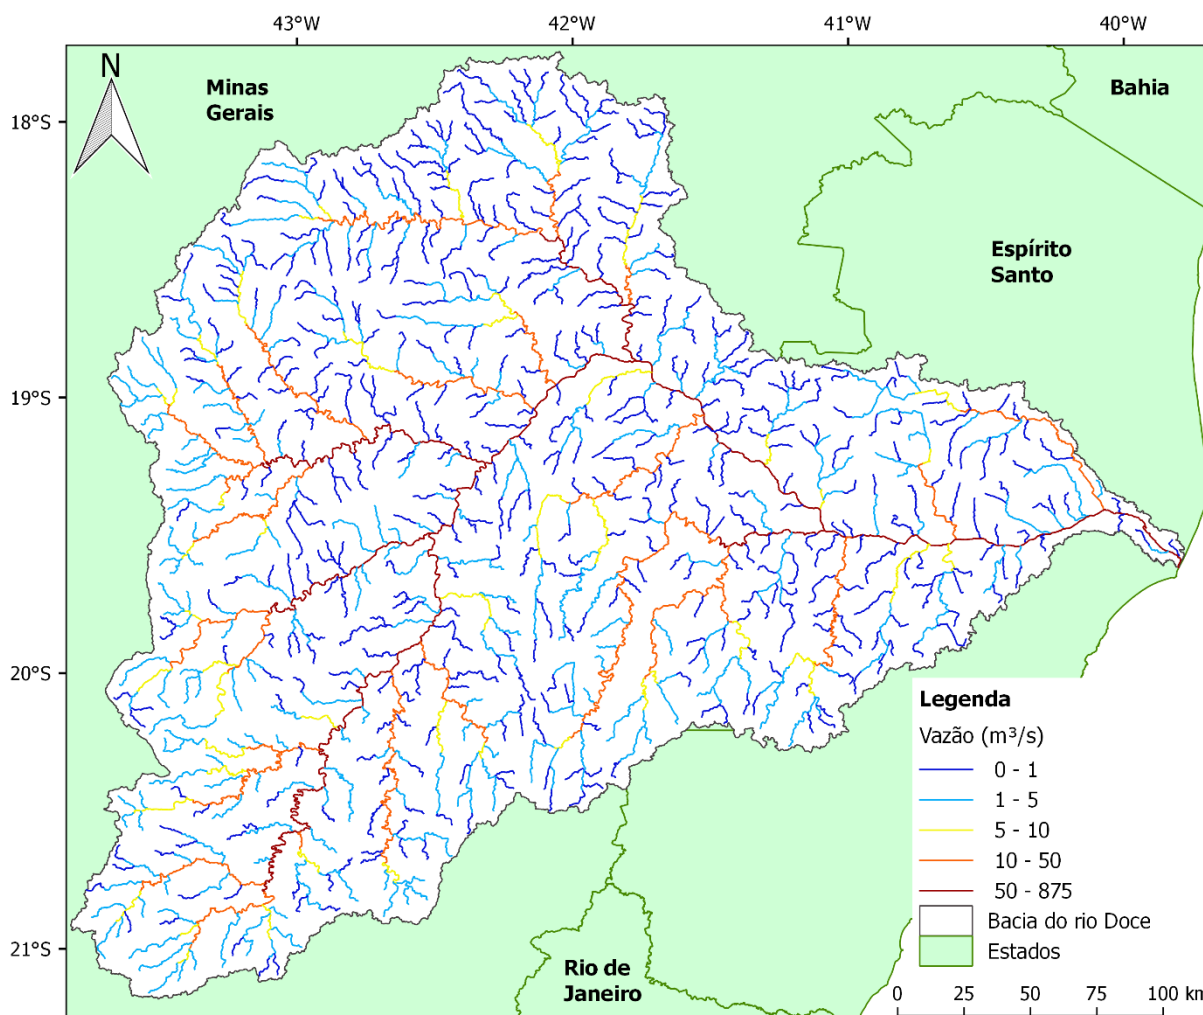 43°W 42°W 41°W 40°W
N
Minas
Gerais
Bahia
18°S
Espírito
Santo
19°S
20°S
Legenda
Vazão (m³/s)
0 - 1
1 - 5
5 - 10
10 - 50
50 - 875
Bacia do rio Doce
Estados
21°S
Rio de
Janeiro
0 25 50 75 100 km